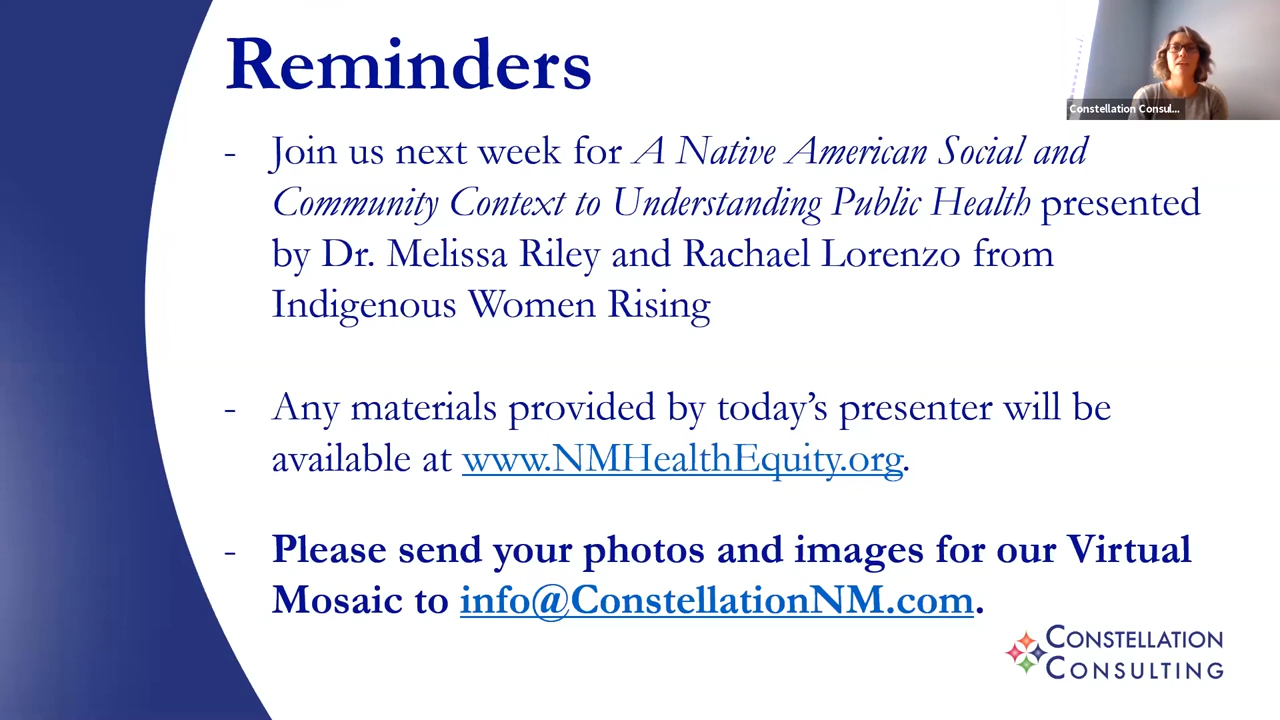 Reminders
Constellation Consul...
- Join us next week for A Native American Social and
Community Context to Understanding Public Health presented
by Dr. Melissa Riley and Rachael Lorenzo from
Indigenous Women Rising
- Any materials provided by today’s presenter will be
available at www.NMHealthEquity.org.
- Please send your photos and images for our Virtual
Mosaic to info@ConstellationNM.com.
CONSTELLATION
CONSULTING